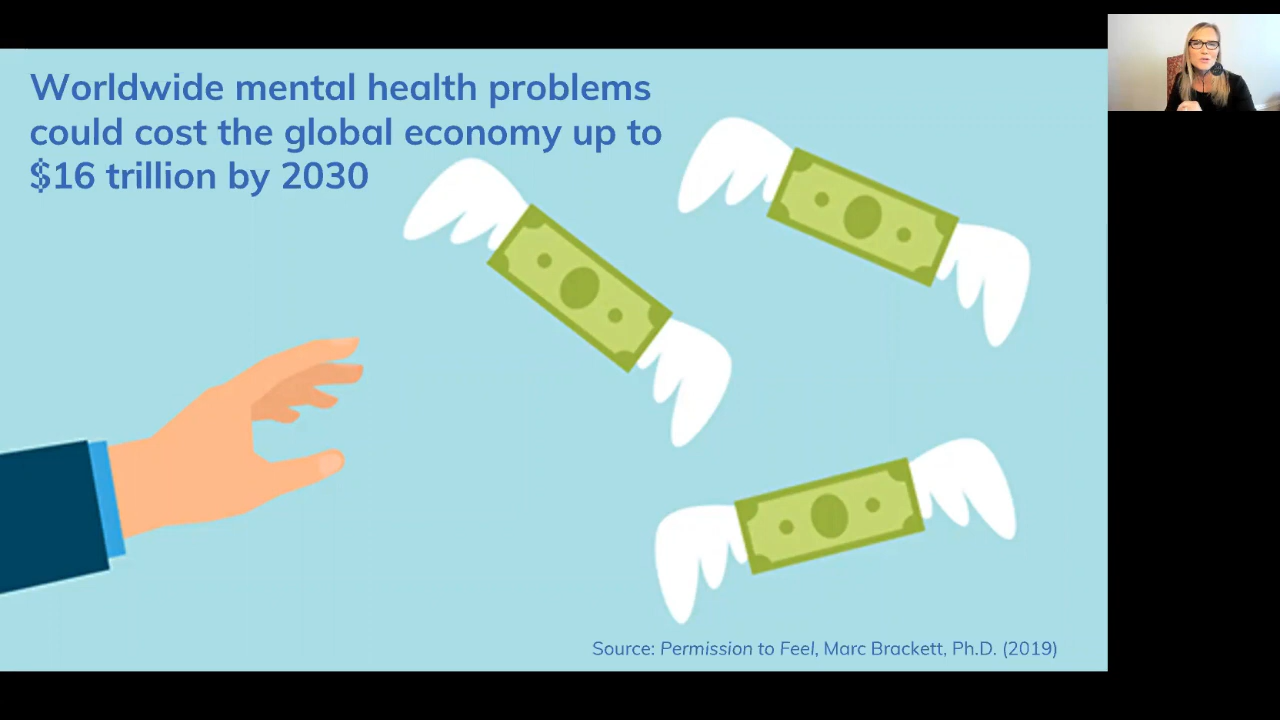 Worldwide mental health problems
could cost the global economy up to
$16 trillion by 2030
Source: Permission to Feel, Marc Brackett, Ph.D. (2019)